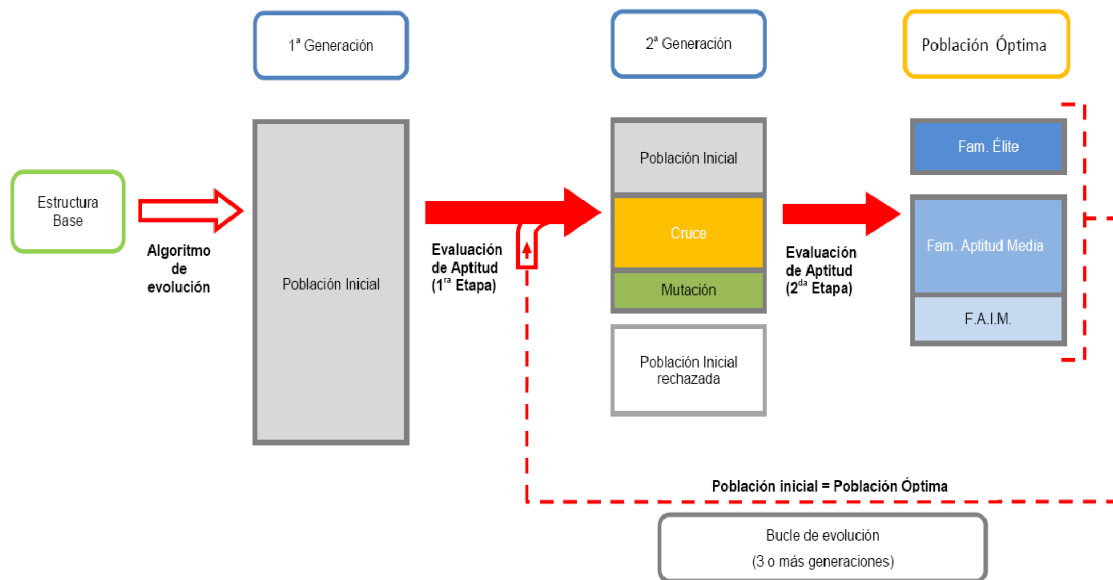 1ª Generación
2ª Generación
Población Óptima
Estructura
Base
Algoritmo
de
evolución
Población Inicial
Evaluación
de Aptitud
(1ʳᵃ Etapa)
Población Inicial
Cruce
Mutación
Población Inicial
rechazada
Evaluación
de Aptitud
(2ᵈᵃ Etapa)
Fam. Élite
Fam. Aptitud Media
F.A.I.M.
Población inicial = Población Óptima
Bucle de evolución
(3 o más generaciones)